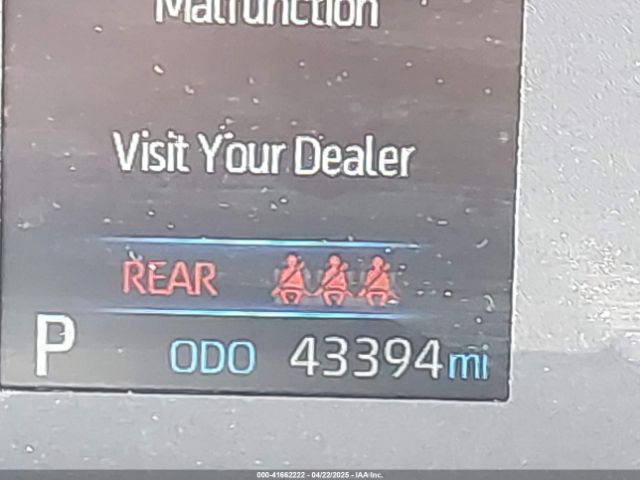 Malfunction
Visit Your Dealer
REAR
P ODO 43394 mi
000-41662222 - 04/22/2025 - IAA Inc.